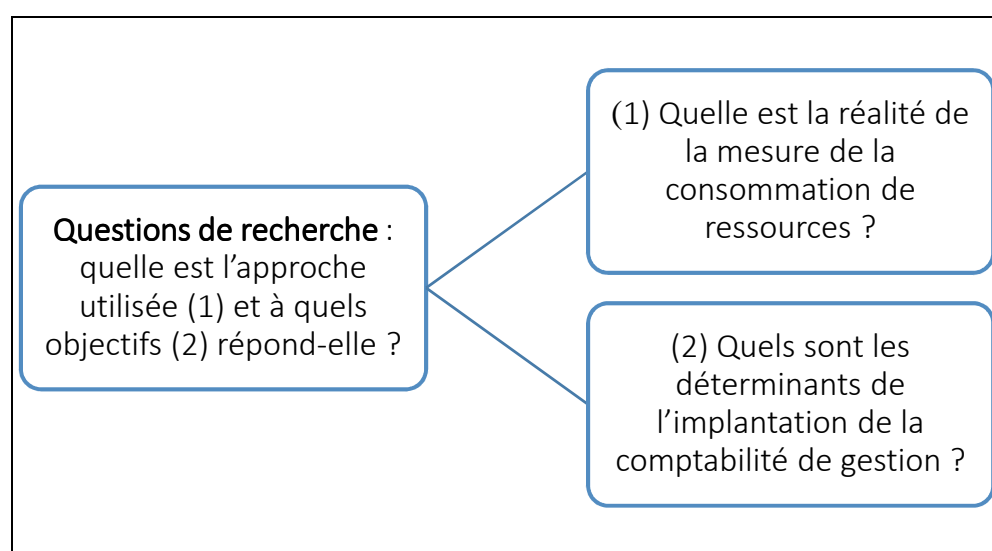 Questions de recherche :
quelle est l’approche
utilisée (1) et à quels
objectifs (2) répond-elle ?
(1) Quelle est la réalité de
la mesure de la
consommation de
ressources ?
(2) Quels sont les
déterminants de
l’implantation de la
comptabilité de gestion ?